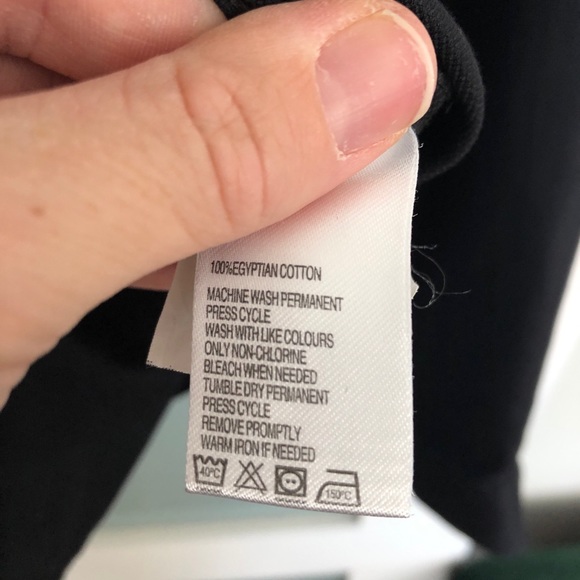 100%EGYPTIAN COTTON
MACHINE WASH PERMANENT
PRESS CYCLE
WASH WITH LIKE COLOURS
ONLY NON-CHLORINE
BLEACH WHEN NEEDED
TUMBLE DRY PERMANENT
PRESS CYCLE
REMOVE PROMPTLY
WARM IRON IF NEEDED
40°C 150°C